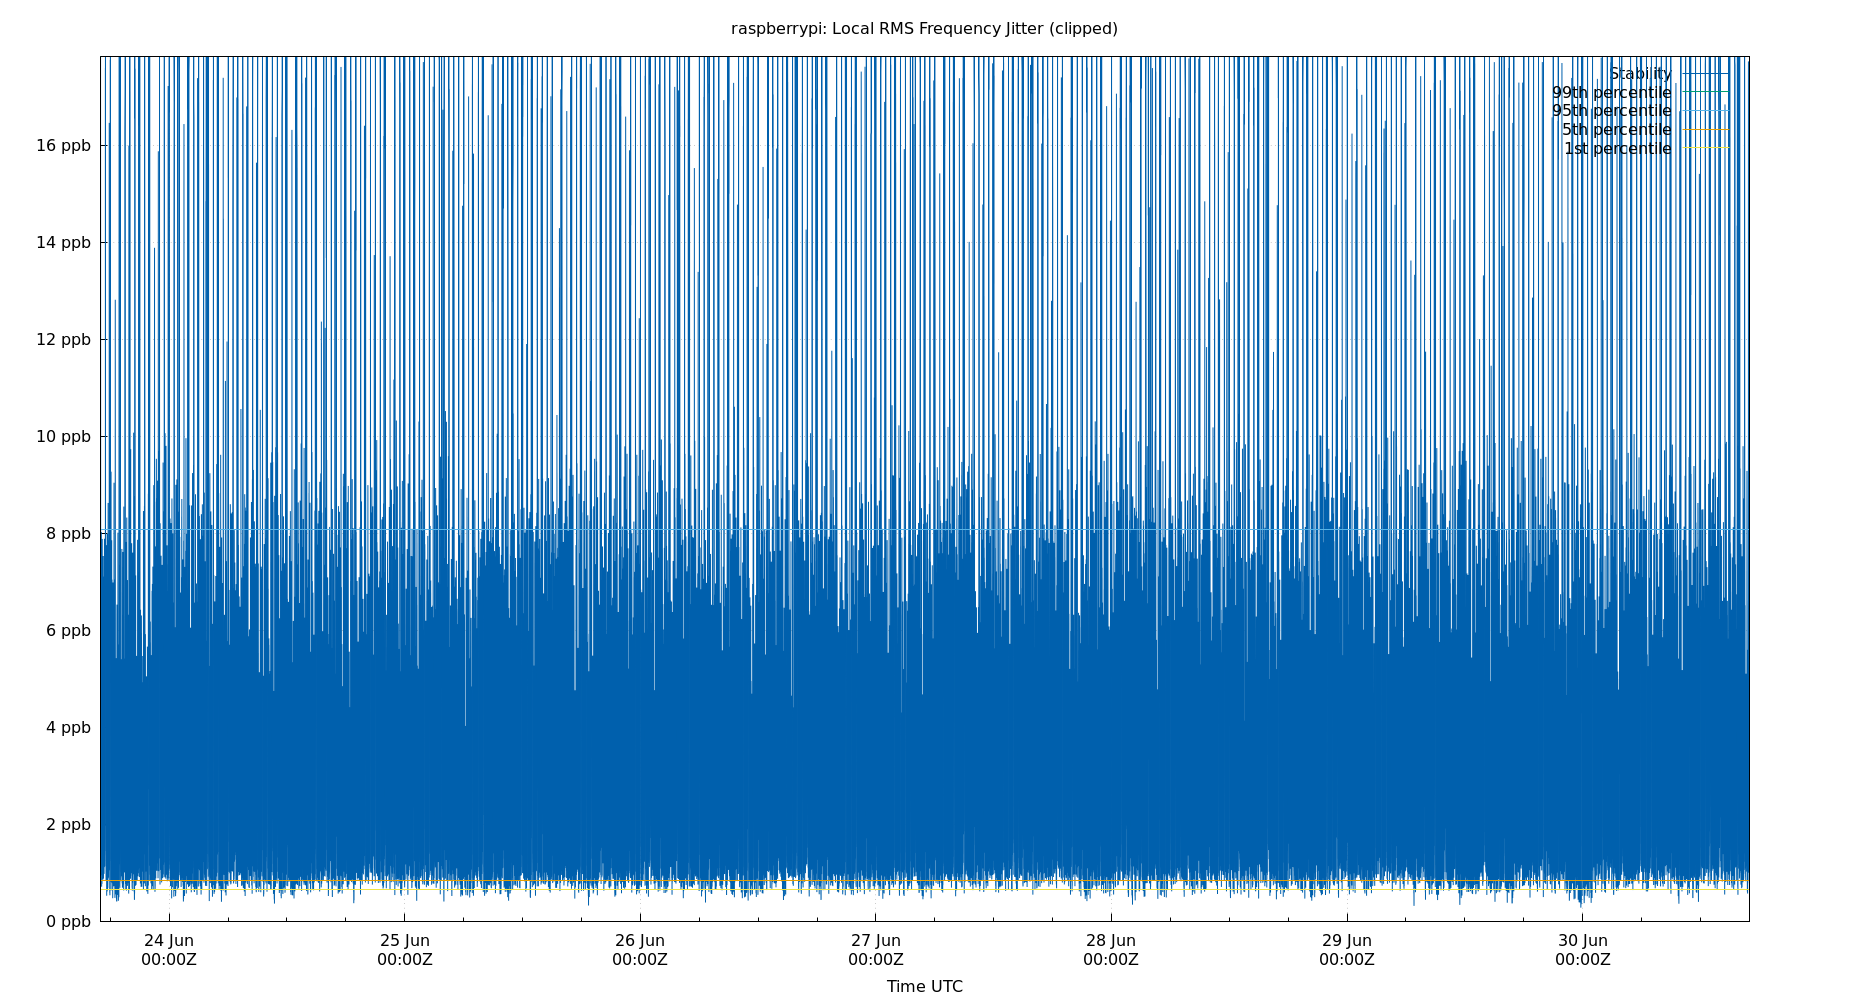 raspberrypi: Local RMS Frequency Jitter (clipped)
Stability
99th percentile
95th percentile
5th percentile
1st percentile
16 ppb
14 ppb
12 ppb
10 ppb
8 ppb
6 ppb
4 ppb
2 ppb
0 ppb
24 Jun 25 Jun 26 Jun 27 Jun 28 Jun 29 Jun 30 Jun
00:00Z 00:00Z 00:00Z 00:00Z 00:00Z 00:00Z 00:00Z
Time UTC